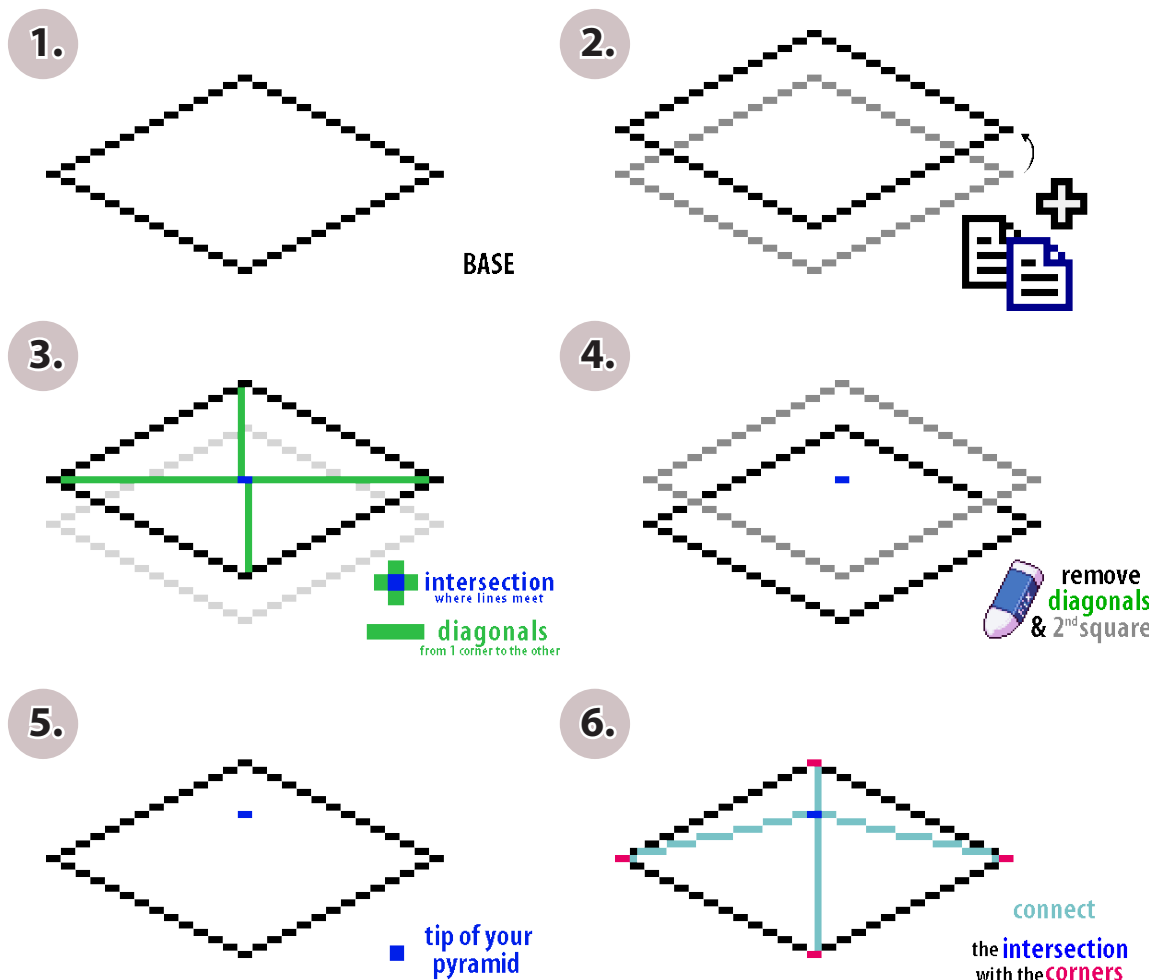 1.
BASE
2.
3.
intersection
where lines meet
diagonals
from 1 corner to the other
4.
remove
diagonals
& 2nd square
5.
tip of your
pyramid
6.
connect
the intersection
with the corners